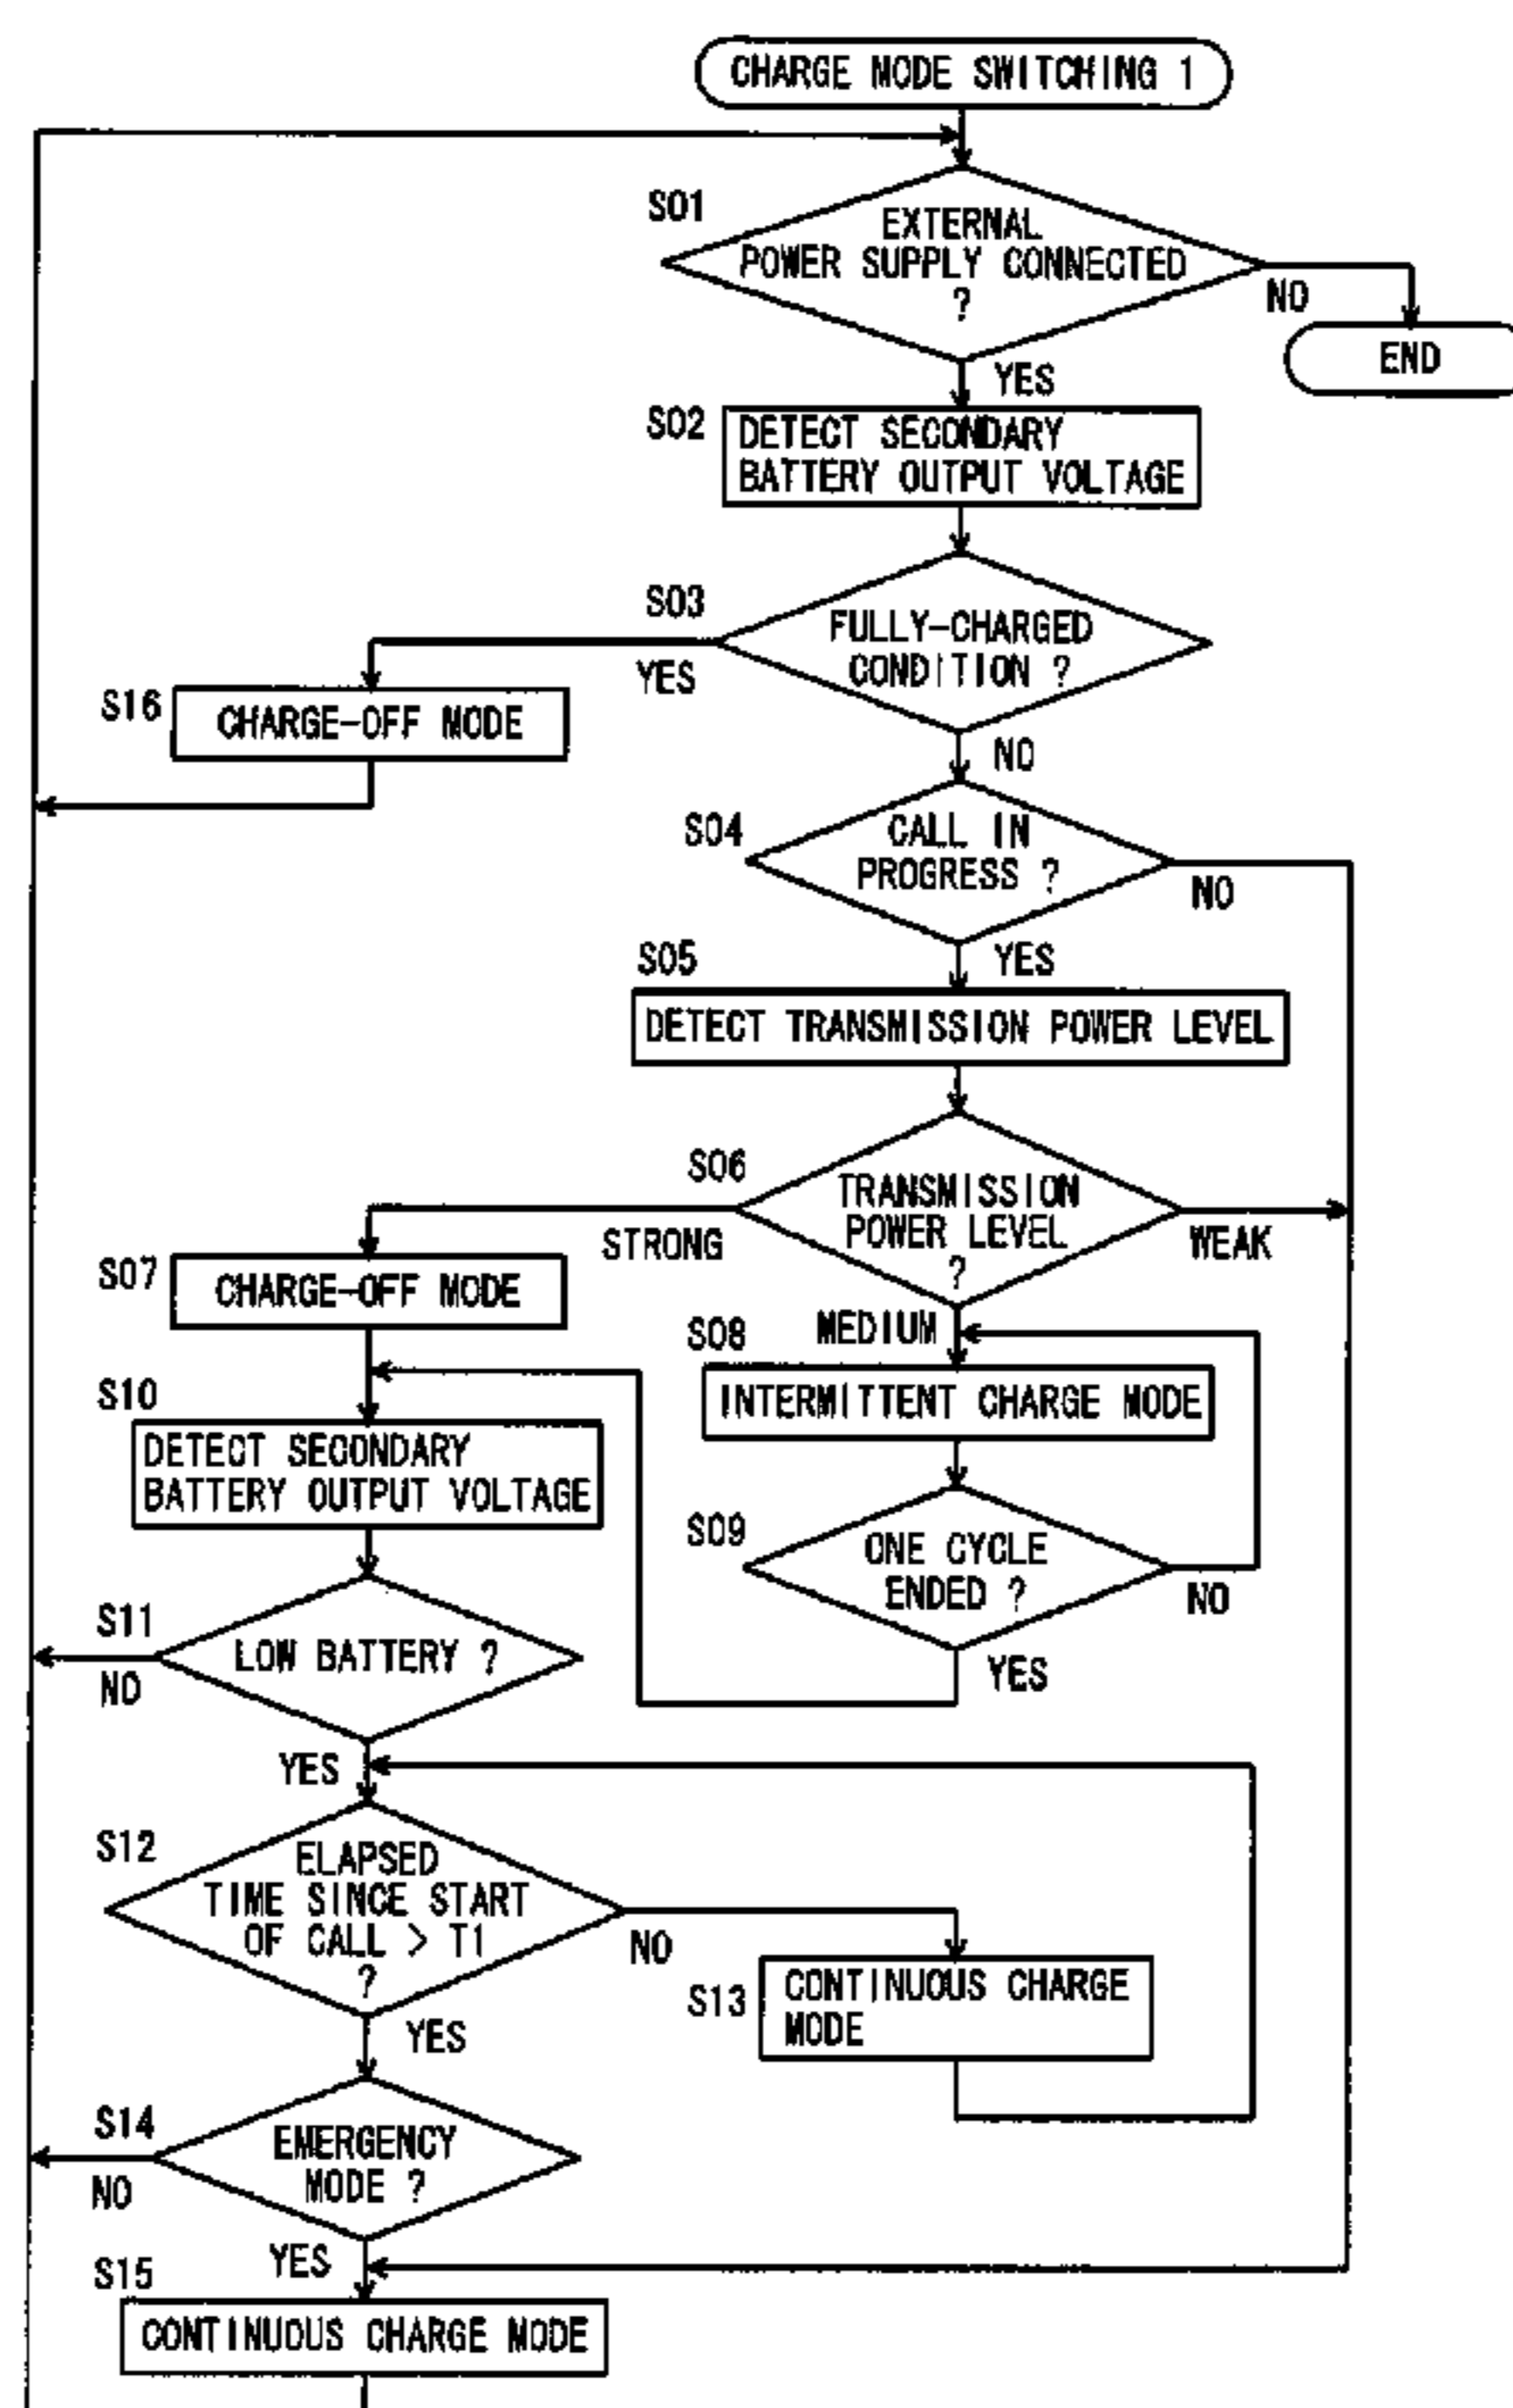 CHARGE MODE SWITCHING 1
S01
EXTERNAL
POWER SUPPLY CONNECTED
?
NO
END
YES
S02
DETECT SECONDARY
BATTERY OUTPUT VOLTAGE
S03
FULLY-CHARGED
CONDITION ?
YES
S16
CHARGE-OFF MODE
NO
S04
CALL IN
PROGRESS ?
NO
S05
YES
DETECT TRANSMISSION POWER LEVEL
S06
TRANSMISSION
POWER LEVEL
?
STRONG
WEAK
S07
CHARGE-OFF MODE
MEDIUM
S08
INTERMITTENT CHARGE MODE
S10
DETECT SECONDARY
BATTERY OUTPUT VOLTAGE
S09
ONE CYCLE
ENDED ?
NO
YES
S11
LOW BATTERY ?
NO
YES
S12
ELAPSED
TIME SINCE START
OF CALL > T1
?
NO
S13
CONTINUOUS CHARGE
MODE
YES
S14
EMERGENCY
MODE ?
NO
YES
S15
CONTINUOUS CHARGE MODE